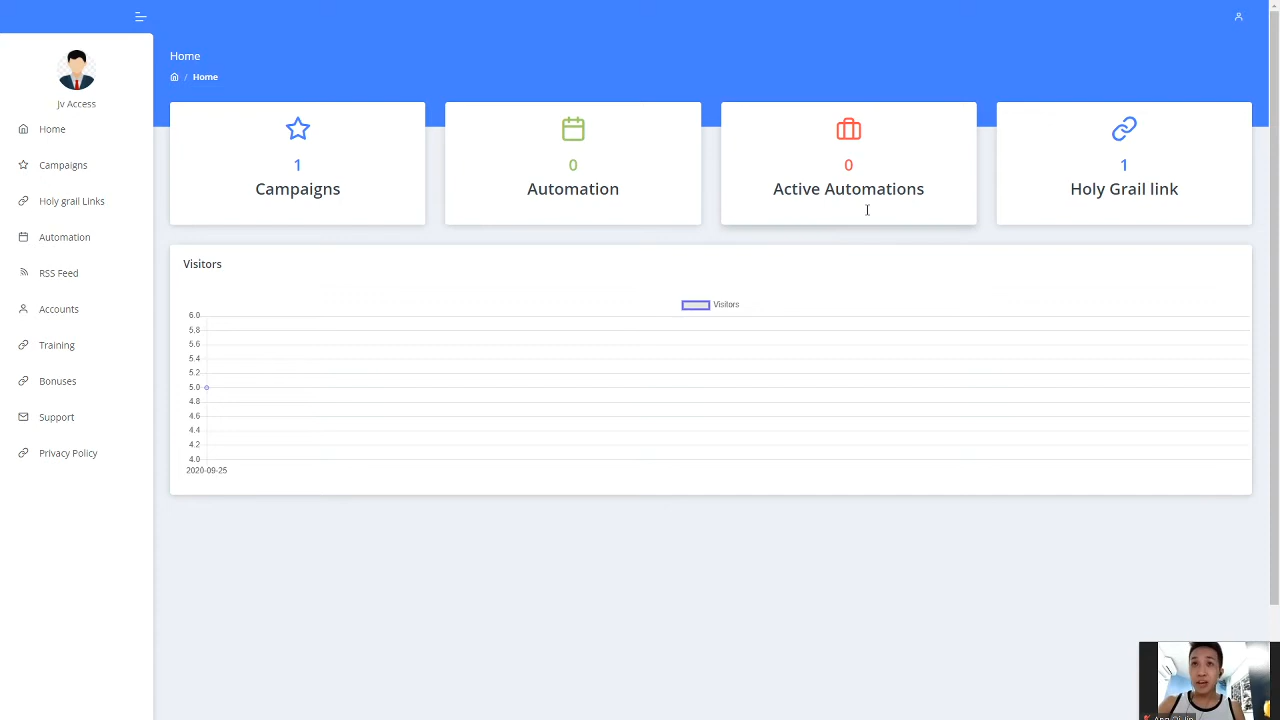 Jv Access
Home
Campaigns
Holy grail Links
Automation
RSS Feed
Accounts
Training
Bonuses
Support
Privacy Policy
Home
/ Home
1
Campaigns
0
Automation
0
Active Automations
1
Holy Grail link
Visitors
Visitors
6.0
5.8
5.6
5.4
5.2
5.0
4.8
4.6
4.4
4.2
4.0
2020-09-25